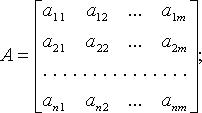 a₁₁ a₁₂ ... a₁ₘ
A = a₂₁ a₂₂ ... a₂ₘ ;
. . . . . . . . . . . . . . .
aₙ₁ aₙ₂ ... aₙₘ